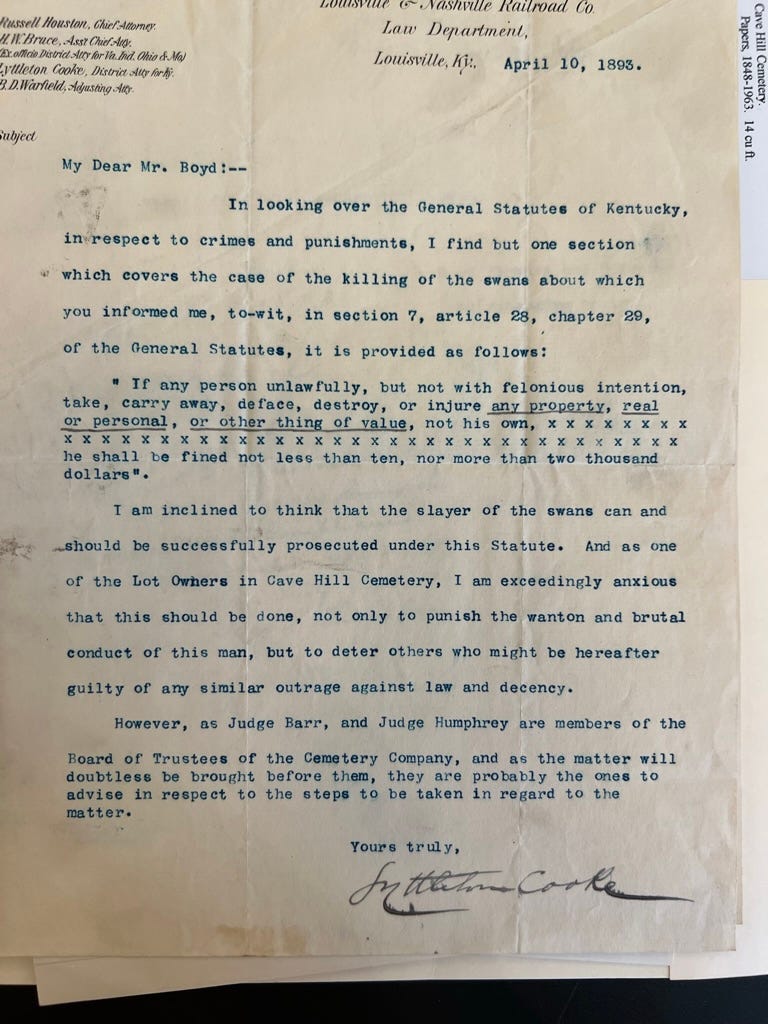 Louisville & Nashville Railroad Co.
Law Department,
Louisville, Ky., April 10, 1893.
Russell Houston, Chief Attorney.
H.W. Bruce, Ass't Chief Atty.
(Ex. officio District Atty for Va. Ind. Ohio & Mo)
Lyttleton Cooke, District Atty for Ky.
B.D. Warfield, Adjusting Atty.
Subject
My Dear Mr. Boyd:--
In looking over the General Statutes of Kentucky,
in respect to crimes and punishments, I find but one section
which covers the case of the killing of the swans about which
you informed me, to-wit, in section 7, article 28, chapter 29,
of the General Statutes, it is provided as follows:
" If any person unlawfully, but not with felonious intention,
take, carry away, deface, destroy, or injure any property, real
or personal, or other thing of value, not his own, x x x x x x x x
x x x x x x x x x x x x x x x x x x x x x x x x x x x x x x x x
he shall be fined not less than ten, nor more than two thousand
dollars".
I am inclined to think that the slayer of the swans can and
should be successfully prosecuted under this Statute. And as one
of the Lot Owners in Cave Hill Cemetery, I am exceedingly anxious
that this should be done, not only to punish the wanton and brutal
conduct of this man, but to deter others who might be hereafter
guilty of any similar outrage against law and decency.
However, as Judge Barr, and Judge Humphrey are members of the
Board of Trustees of the Cemetery Company, and as the matter will
doubtless be brought before them, they are probably the ones to
advise in respect to the steps to be taken in regard to the
matter.
Yours truly,
Lyttleton Cooke
Cave Hill Cemetery.
Papers, 1848-1963. 14 cu ft.